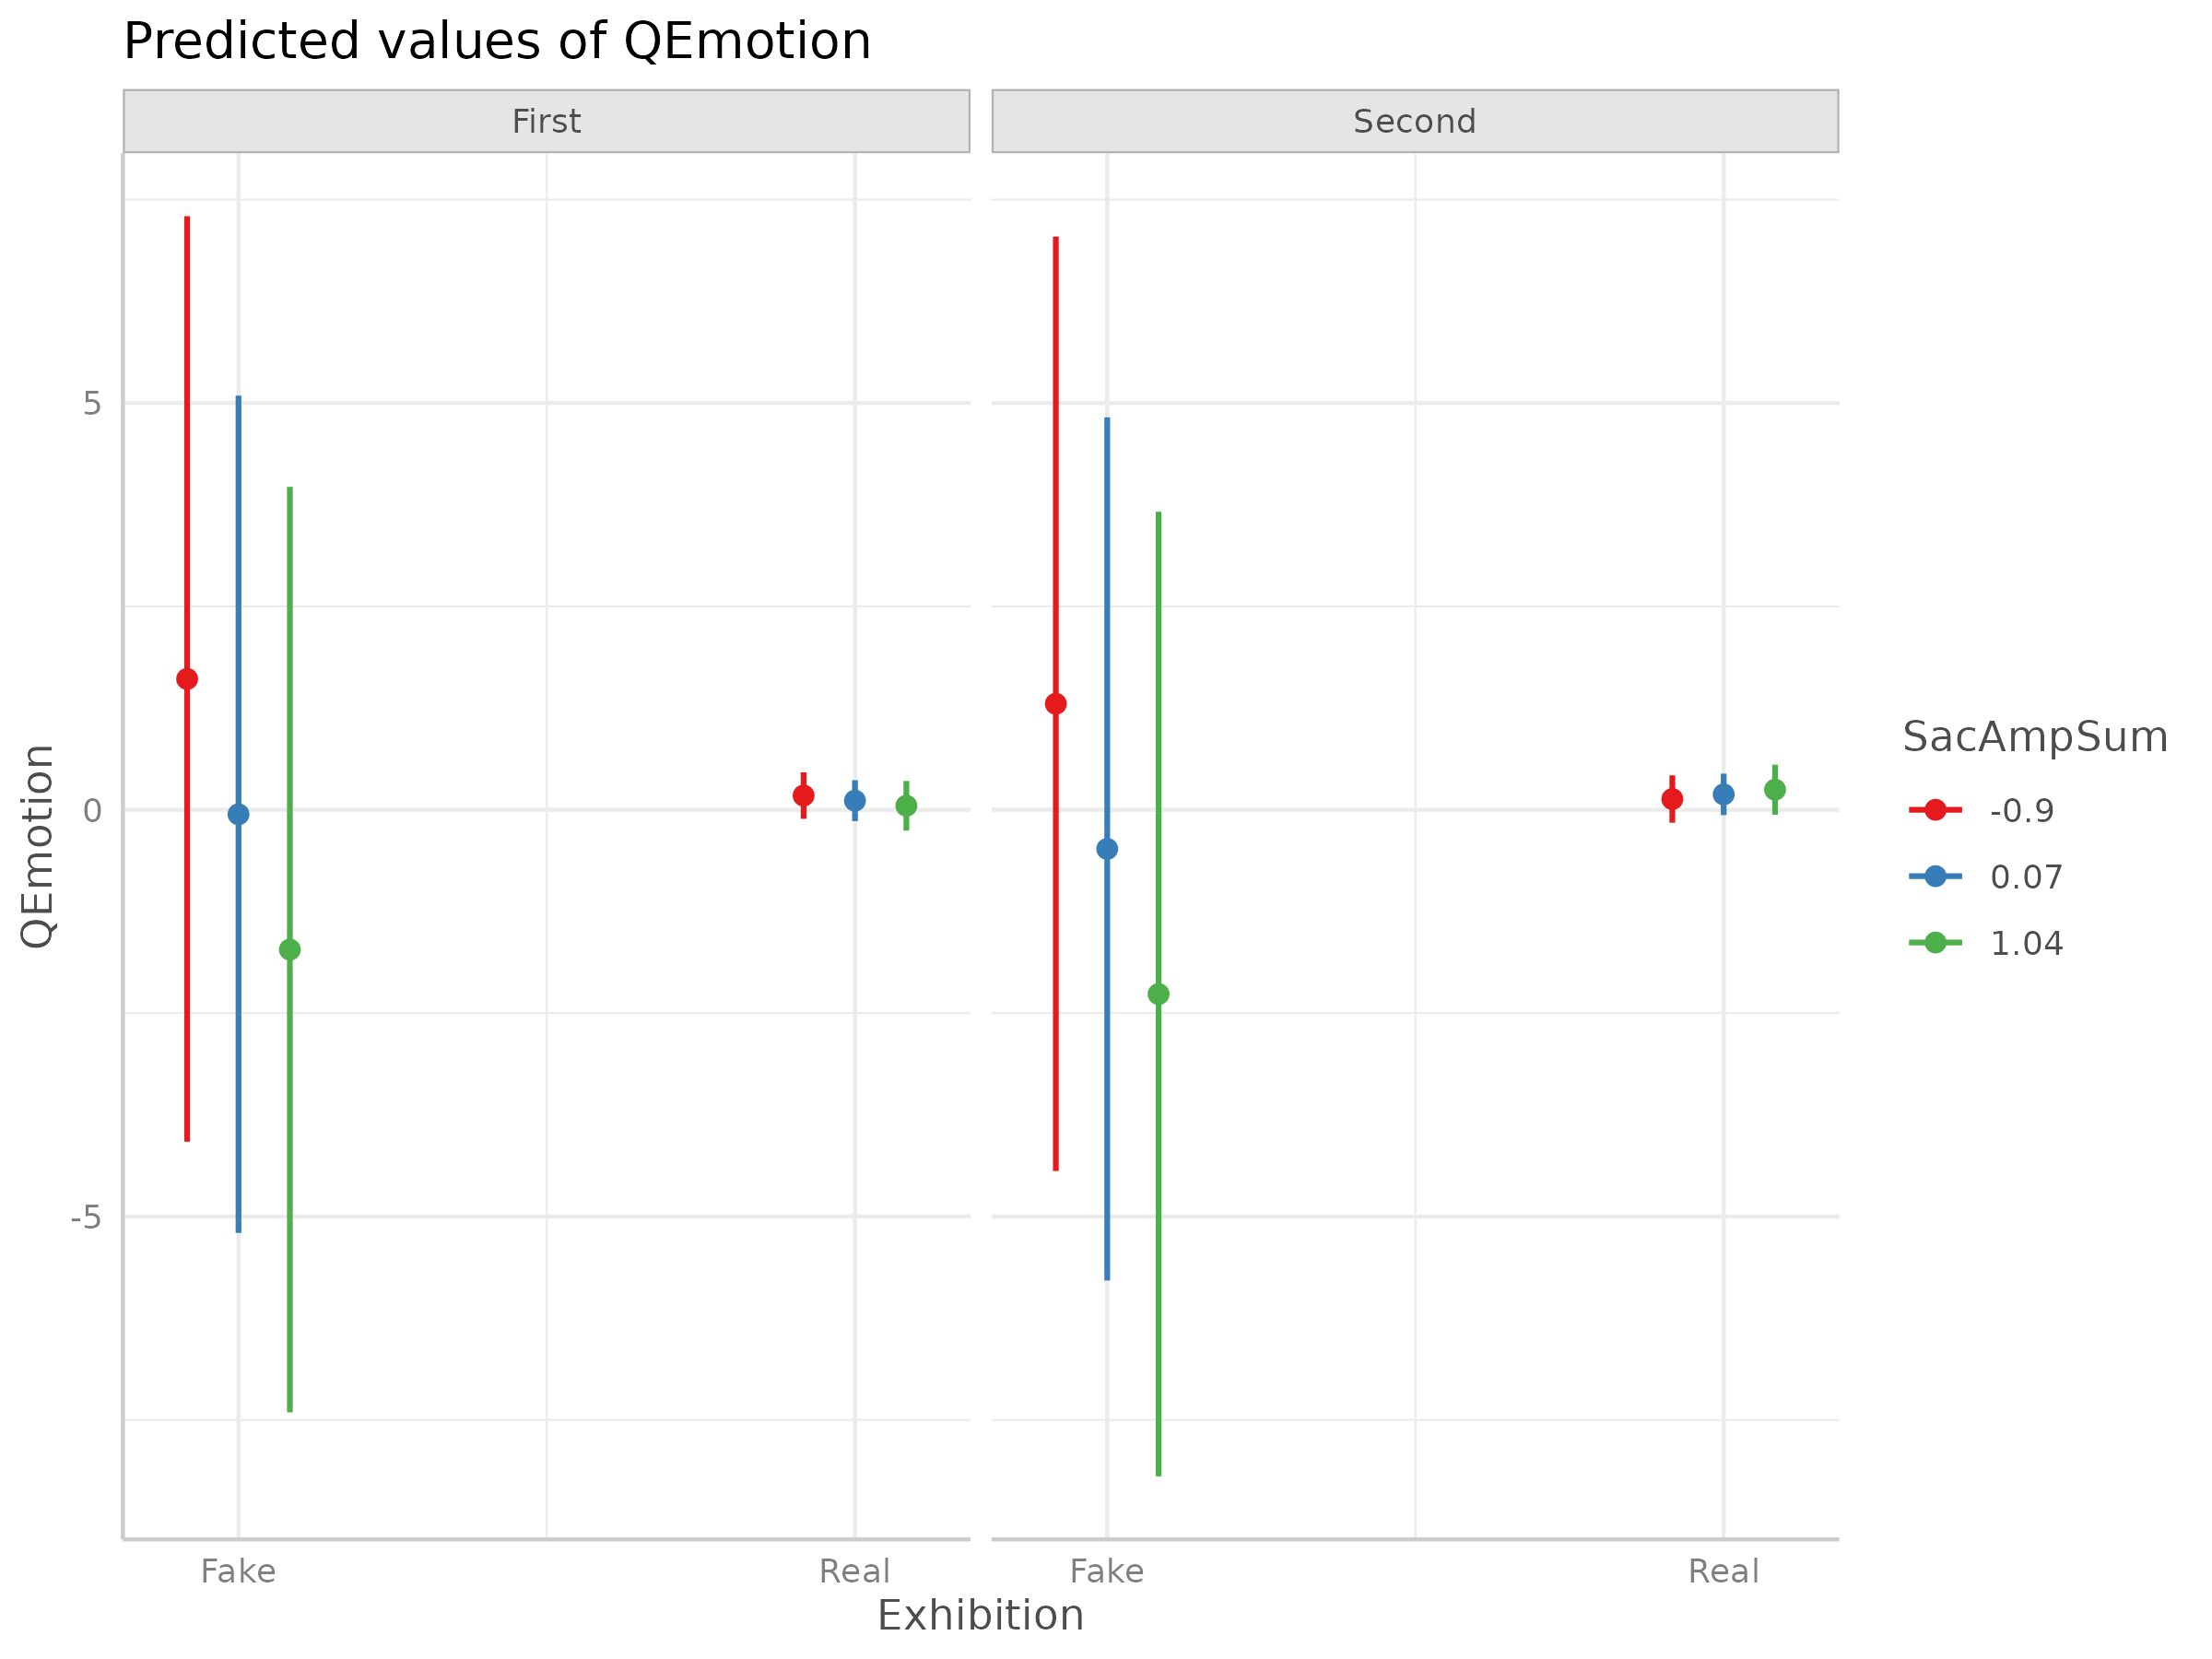 Predicted values of QEmotion
First
Second
5
0
-5
QEmotion
Fake
Real
Fake
Real
Exhibition
SacAmpSum
-0.9
0.07
1.04